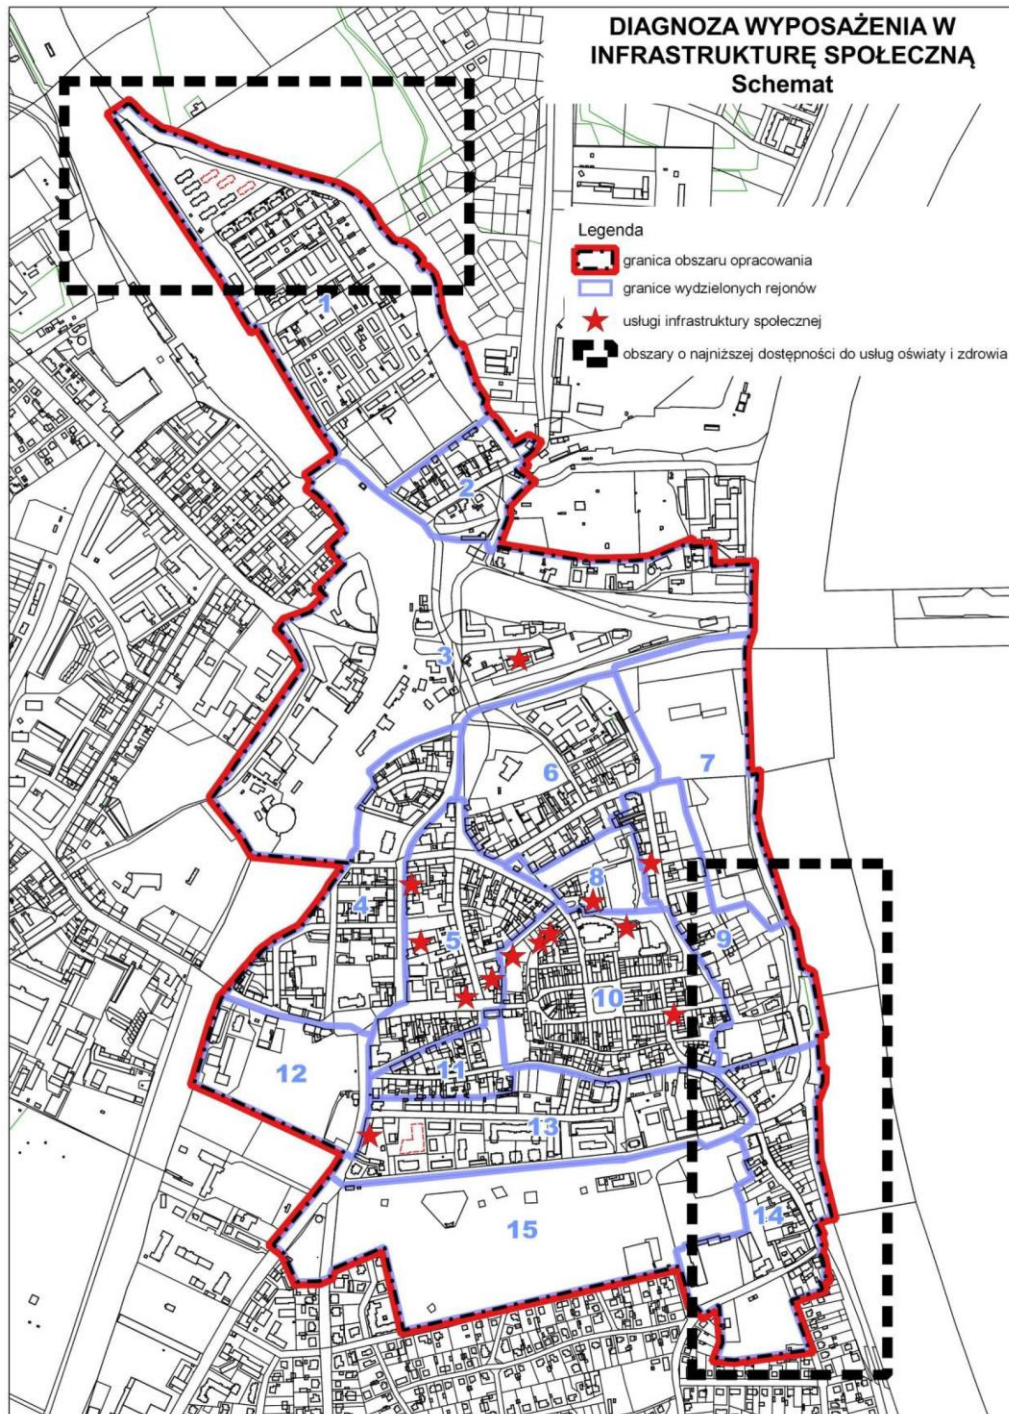 DIAGNOZA WYPOSAŻENIA W
INFRASTRUKTURĘ SPOŁECZNĄ
Schemat
Legenda
granica obszaru opracowania
granice wydzielonych rejonów
usługi infrastruktury społecznej
obszary o najniższej dostępności do usług oświaty i zdrowia
1
2
3
6
7
8
4
5
9
10
11
12
13
14
15